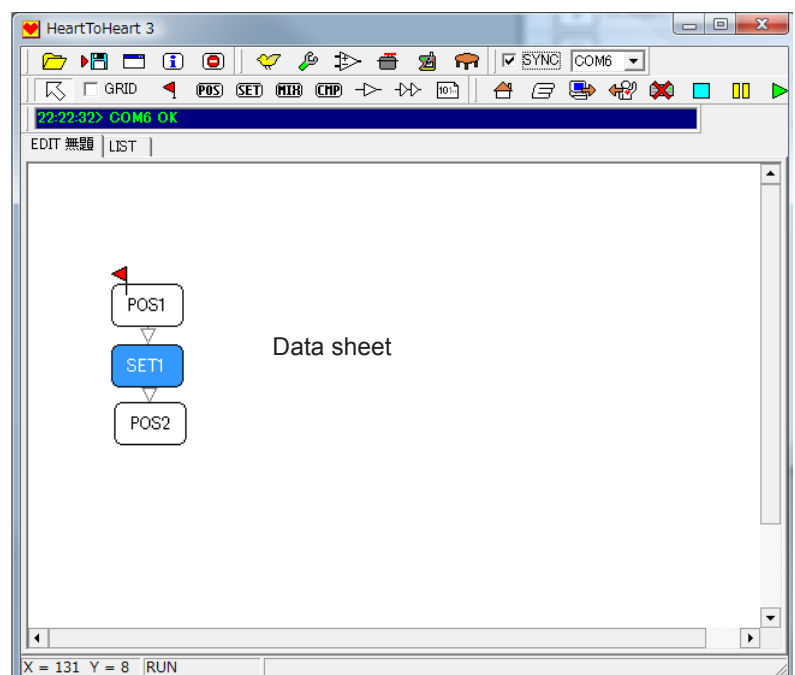 HeartToHeart 3
SYNC COM6
GRID POS SET MIX CMP 101..
22:22:32> COM6 OK
EDIT 無題 LIST
POS1
SET1
Data sheet
POS2
X = 131 Y = 8 RUN